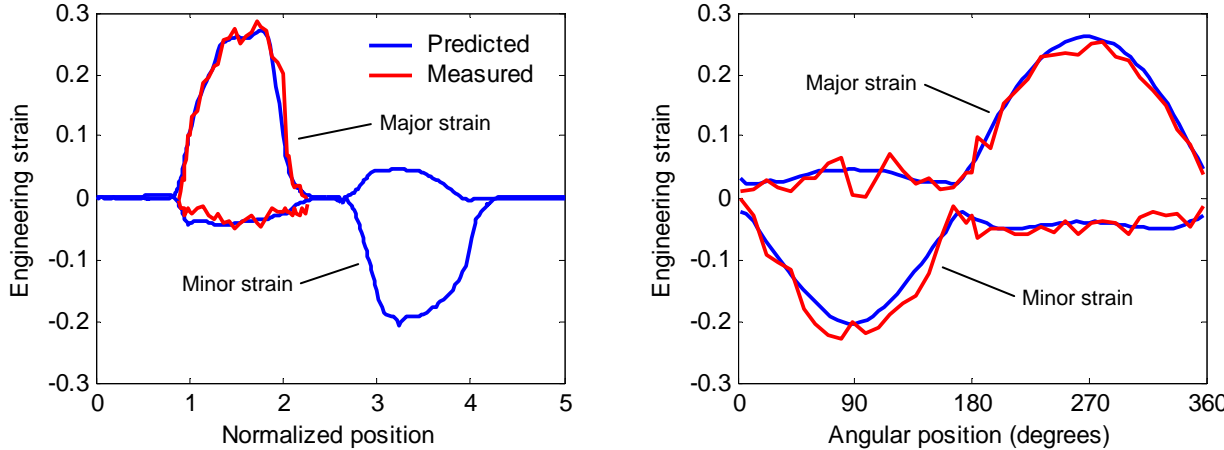 0.3
0.2
0.1
0
-0.1
-0.2
-0.3
Engineering strain
Predicted
Measured
Major strain
Minor strain
0 1 2 3 4 5
Normalized position
0.3
0.2
0.1
0
-0.1
-0.2
-0.3
Engineering strain
Major strain
Minor strain
0 90 180 270 360
Angular position (degrees)